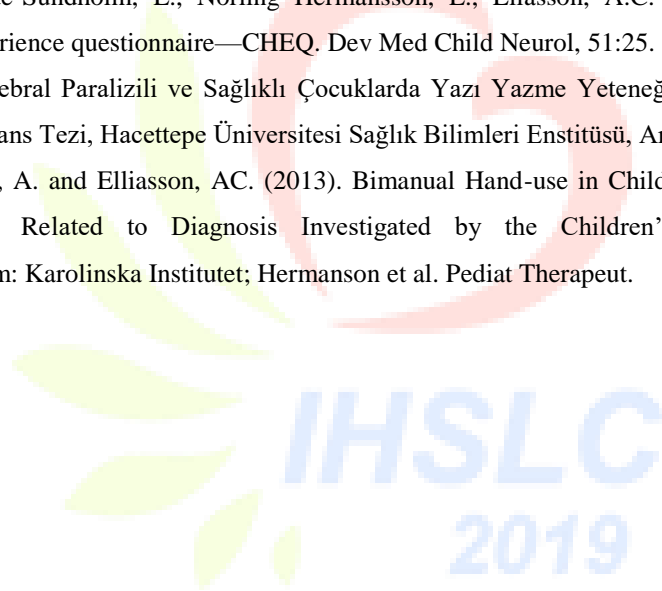 Sundholm, E., Norling Hermansson, E., Eliasson, A.C.
rience questionnaire—CHEQ. Dev Med Child Neurol, 51:25.
ebral Paralizili ve Sağlıklı Çocuklarda Yazı Yazme Yeteneğ
ans Tezi, Hacettepe Üniversitesi Sağlık Bilimleri Enstitüsü, An
, A. and Elliasson, AC. (2013). Bimanual Hand-use in Child
Related to Diagnosis Investigated by the Children’
m: Karolinska Institutet; Hermanson et al. Pediat Therapeut.
IHSLC
2019